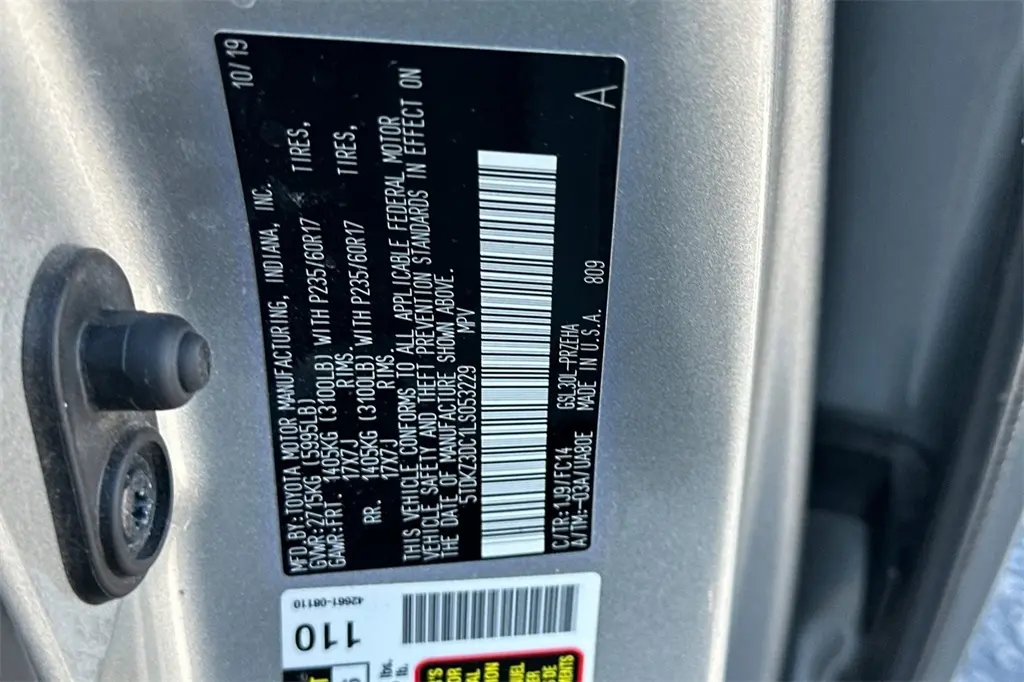 MFD.BY:TOYOTA MOTOR MANUFACTURING, INDIANA, INC. 10/19
GVWR:2715KG (5995LB)
GAWR:FRT. 1405KG (3100LB) WITH P235/60R17 TIRES,
17X7J RIMS.
RR. 1405KG (3100LB) WITH P235/60R17 TIRES,
17X7J RIMS.
THIS VEHICLE CONFORMS TO ALL APPLICABLE FEDERAL MOTOR
VEHICLE SAFETY AND THEFT PREVENTION STANDARDS IN EFFECT ON
THE DATE OF MANUFACTURE SHOWN ABOVE.
5TDKZ3DC1LS053229 MPV
C/TR:1J9/FC14 GSL30L-PRZEHA
A/TM:-03A/UA80E MADE IN U.S.A. 809
A
42661-08110
110
lbs.
lb.